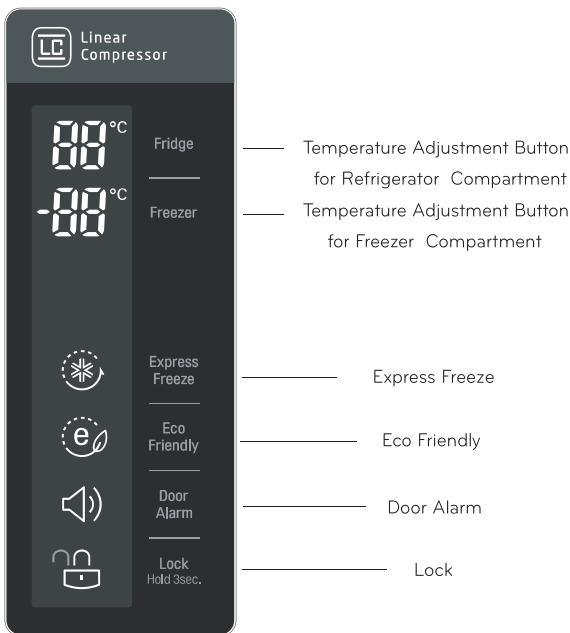 LC Linear
Compressor
88 °C
Fridge
Temperature Adjustment Button
for Refrigerator Compartment
-88 °C
Freezer
Temperature Adjustment Button
for Freezer Compartment
Express
Freeze
Express Freeze
e
Eco
Friendly
Eco Friendly
Door
Alarm
Door Alarm
Lock
Hold 3sec.
Lock